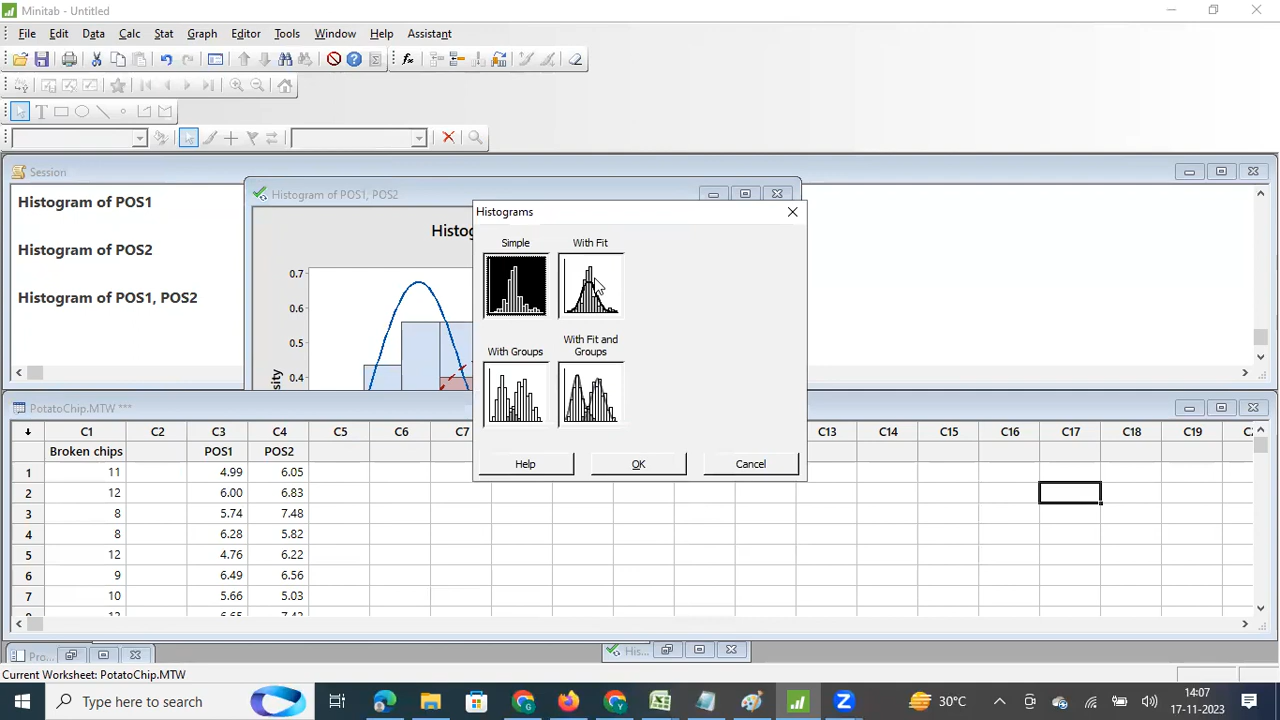 Minitab - Untitled
File Edit Data Calc Stat Graph Editor Tools Window Help Assistant
Session
Histogram of POS1
Histogram of POS2
Histogram of POS1, POS2
Histogram of POS1, POS2
Histog
0.7
0.6
0.5
0.4
Histograms
Simple With Fit
With Groups With Fit and Groups
Help OK Cancel
PotatoChip.MTW ***
C1 C2 C3 C4 C5 C6 C7 C13 C14 C15 C16 C17 C18 C19
Broken chips POS1 POS2
1 11 4.99 6.05
2 12 6.00 6.83
3 8 5.74 7.48
4 8 6.28 5.82
5 12 4.76 6.22
6 9 6.49 6.56
7 10 5.66 5.03
Pro... His...
Current Worksheet: PotatoChip.MTW
Type here to search 30°C 14:07
17-11-2023